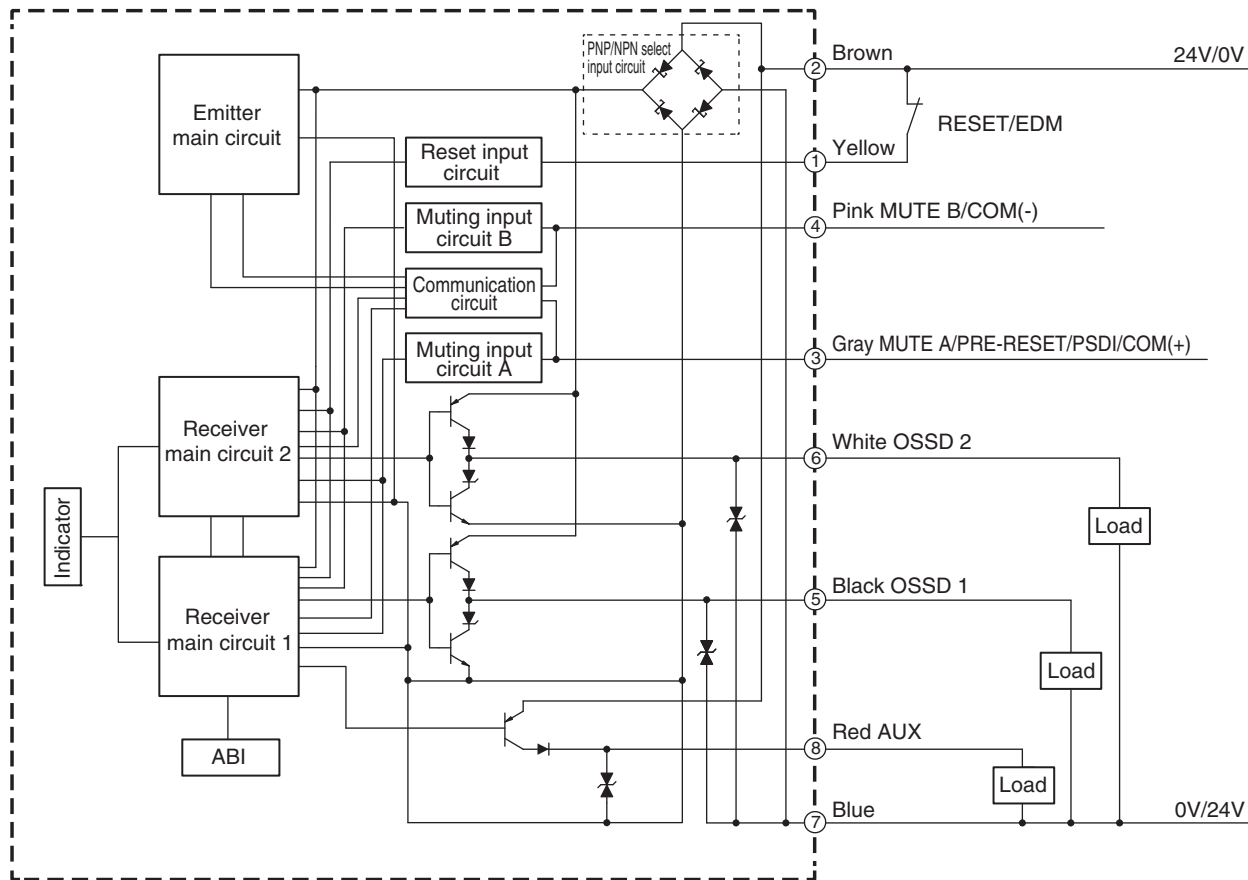 PNP/NPN select
input circuit
Emitter
main circuit
2
Brown
24V/0V
RESET/EDM
Reset input
circuit
1
Yellow
Muting input
circuit B
4
Pink MUTE B/COM(-)
Communication
circuit
Muting input
circuit A
3
Gray MUTE A/PRE-RESET/PSDI/COM(+)
Receiver
main circuit 2
6
White OSSD 2
Load
Indicator
Receiver
main circuit 1
5
Black OSSD 1
Load
ABI
8
Red AUX
Load
7
Blue
0V/24V